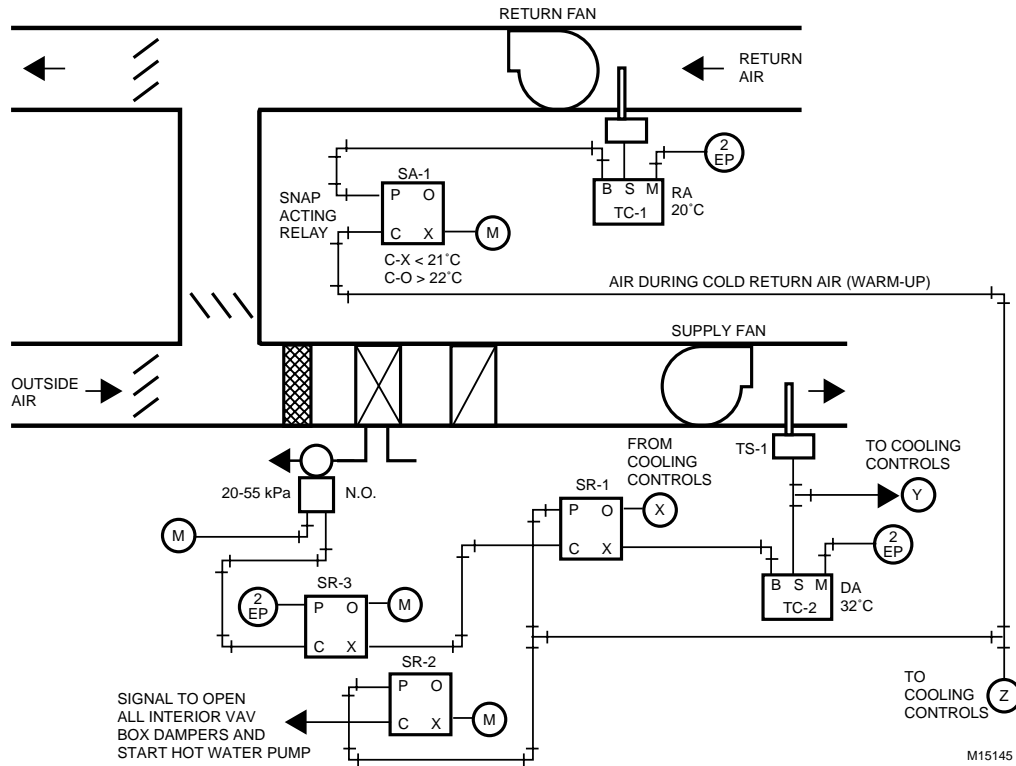 RETURN FAN
RETURN
AIR
2
EP
SA-1
P O
C X
SNAP
ACTING
RELAY
M
B S M
TC-1
RA
20˚C
C-X < 21˚C
C-O > 22˚C
AIR DURING COLD RETURN AIR (WARM-UP)
SUPPLY FAN
OUTSIDE
AIR
TS-1
FROM
COOLING
CONTROLS
TO COOLING
CONTROLS
20-55 kPa
N.O.
SR-1
P O
C X
X
Y
M
2
EP
B S M
TC-2
DA
32˚C
SR-3
2
EP
P O
C X
M
SR-2
P O
C X
M
SIGNAL TO OPEN
ALL INTERIOR VAV
BOX DAMPERS AND
START HOT WATER PUMP
TO
COOLING
CONTROLS
Z
M15145